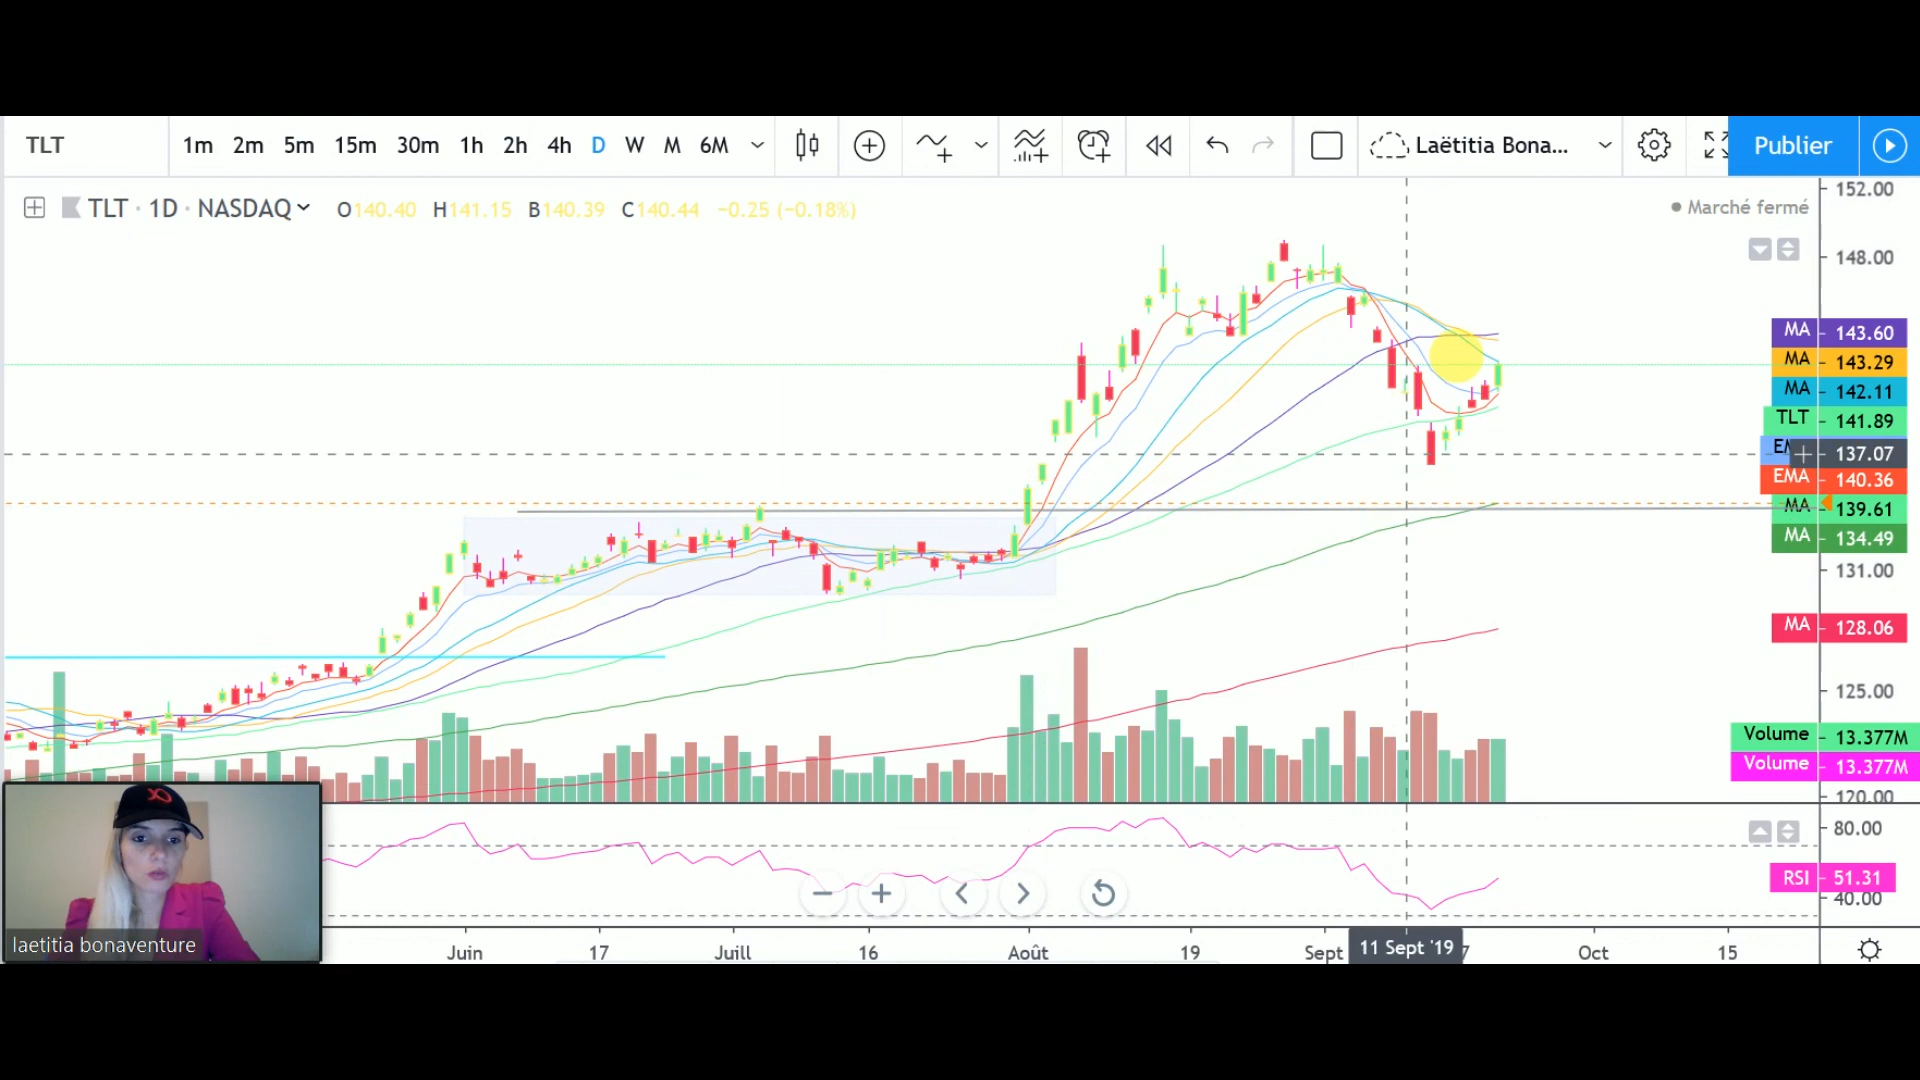 TLT 1m 2m 5m 15m 30m 1h 2h 4h D W M 6M Laëtitia Bona... Publier
TLT · 1D · NASDAQ O140.40 H141.15 B140.39 C140.44 −0.25 (−0.18%)
Marché fermé
152.00
148.00
MA 143.60
MA 143.29
MA 142.11
TLT 141.89
137.07
EMA 140.36
MA 139.61
MA 134.49
131.00
MA 128.06
125.00
Volume 13.377M
Volume 13.377M
120.00
80.00
RSI 51.31
40.00
laetitia bonaventure
Juin 17 Juill 16 Août 19 Sept 11 Sept '19 Oct 15